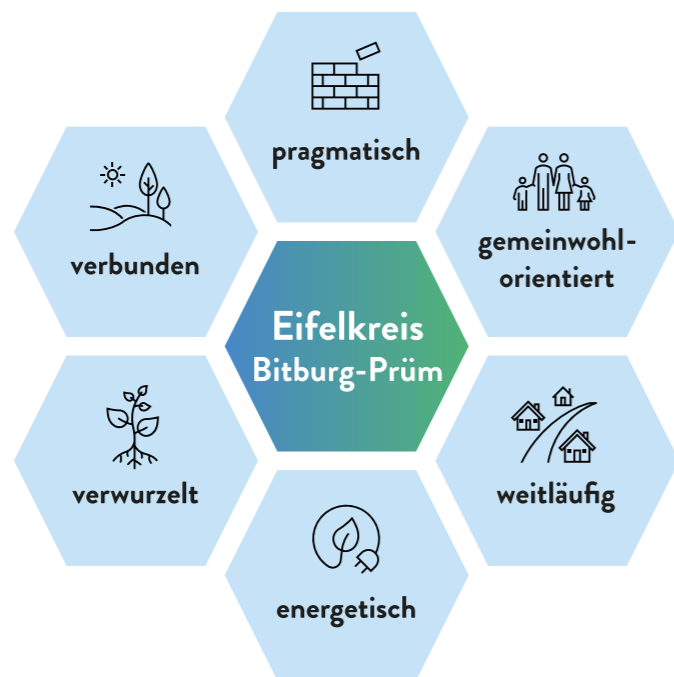 pragmatisch
verbunden
gemeinwohl-
orientiert
Eifelkreis
Bitburg-Prüm
verwurzelt
weitläufig
energetisch